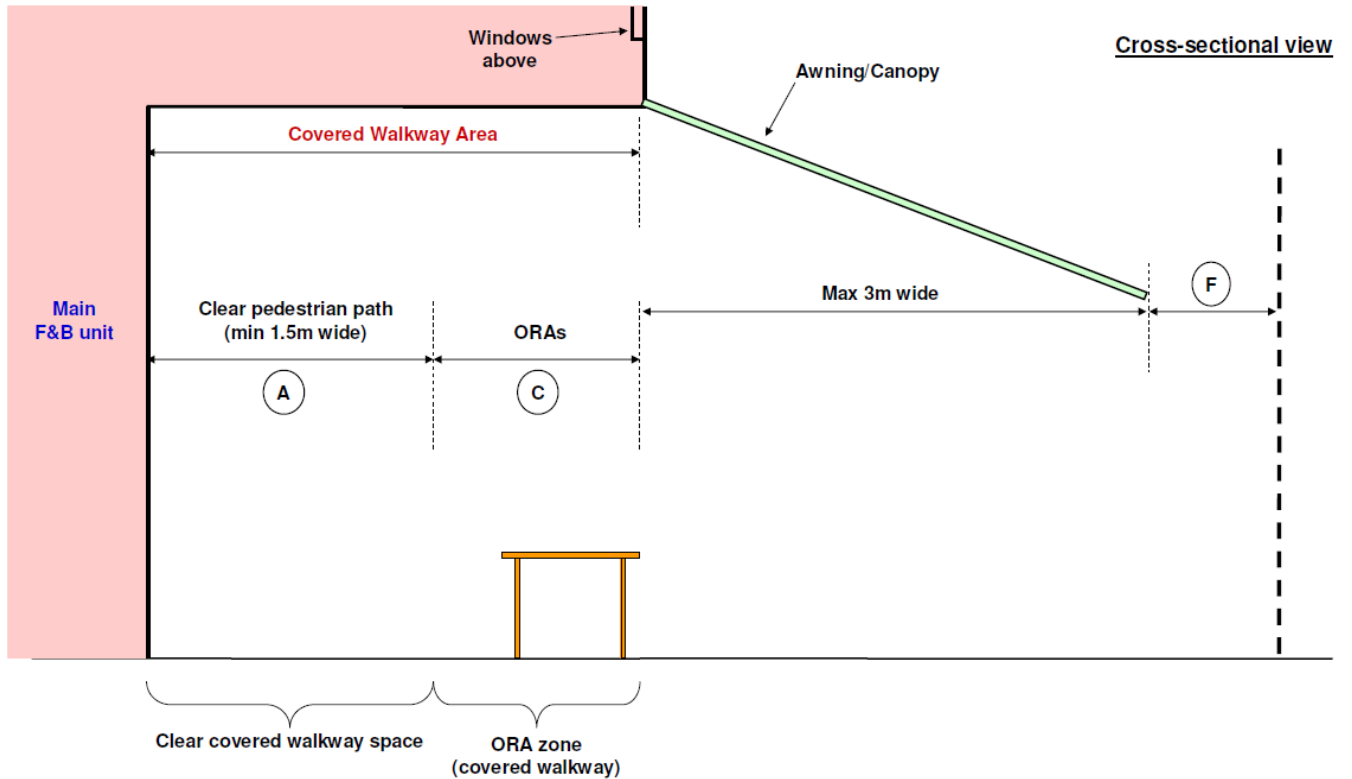 Windows
above
Cross-sectional view
Awning/Canopy
Covered Walkway Area
F
Max 3m wide
Main
F&B unit
Clear pedestrian path
(min 1.5m wide)
ORAs
A
C
Clear covered walkway space
ORA zone
(covered walkway)